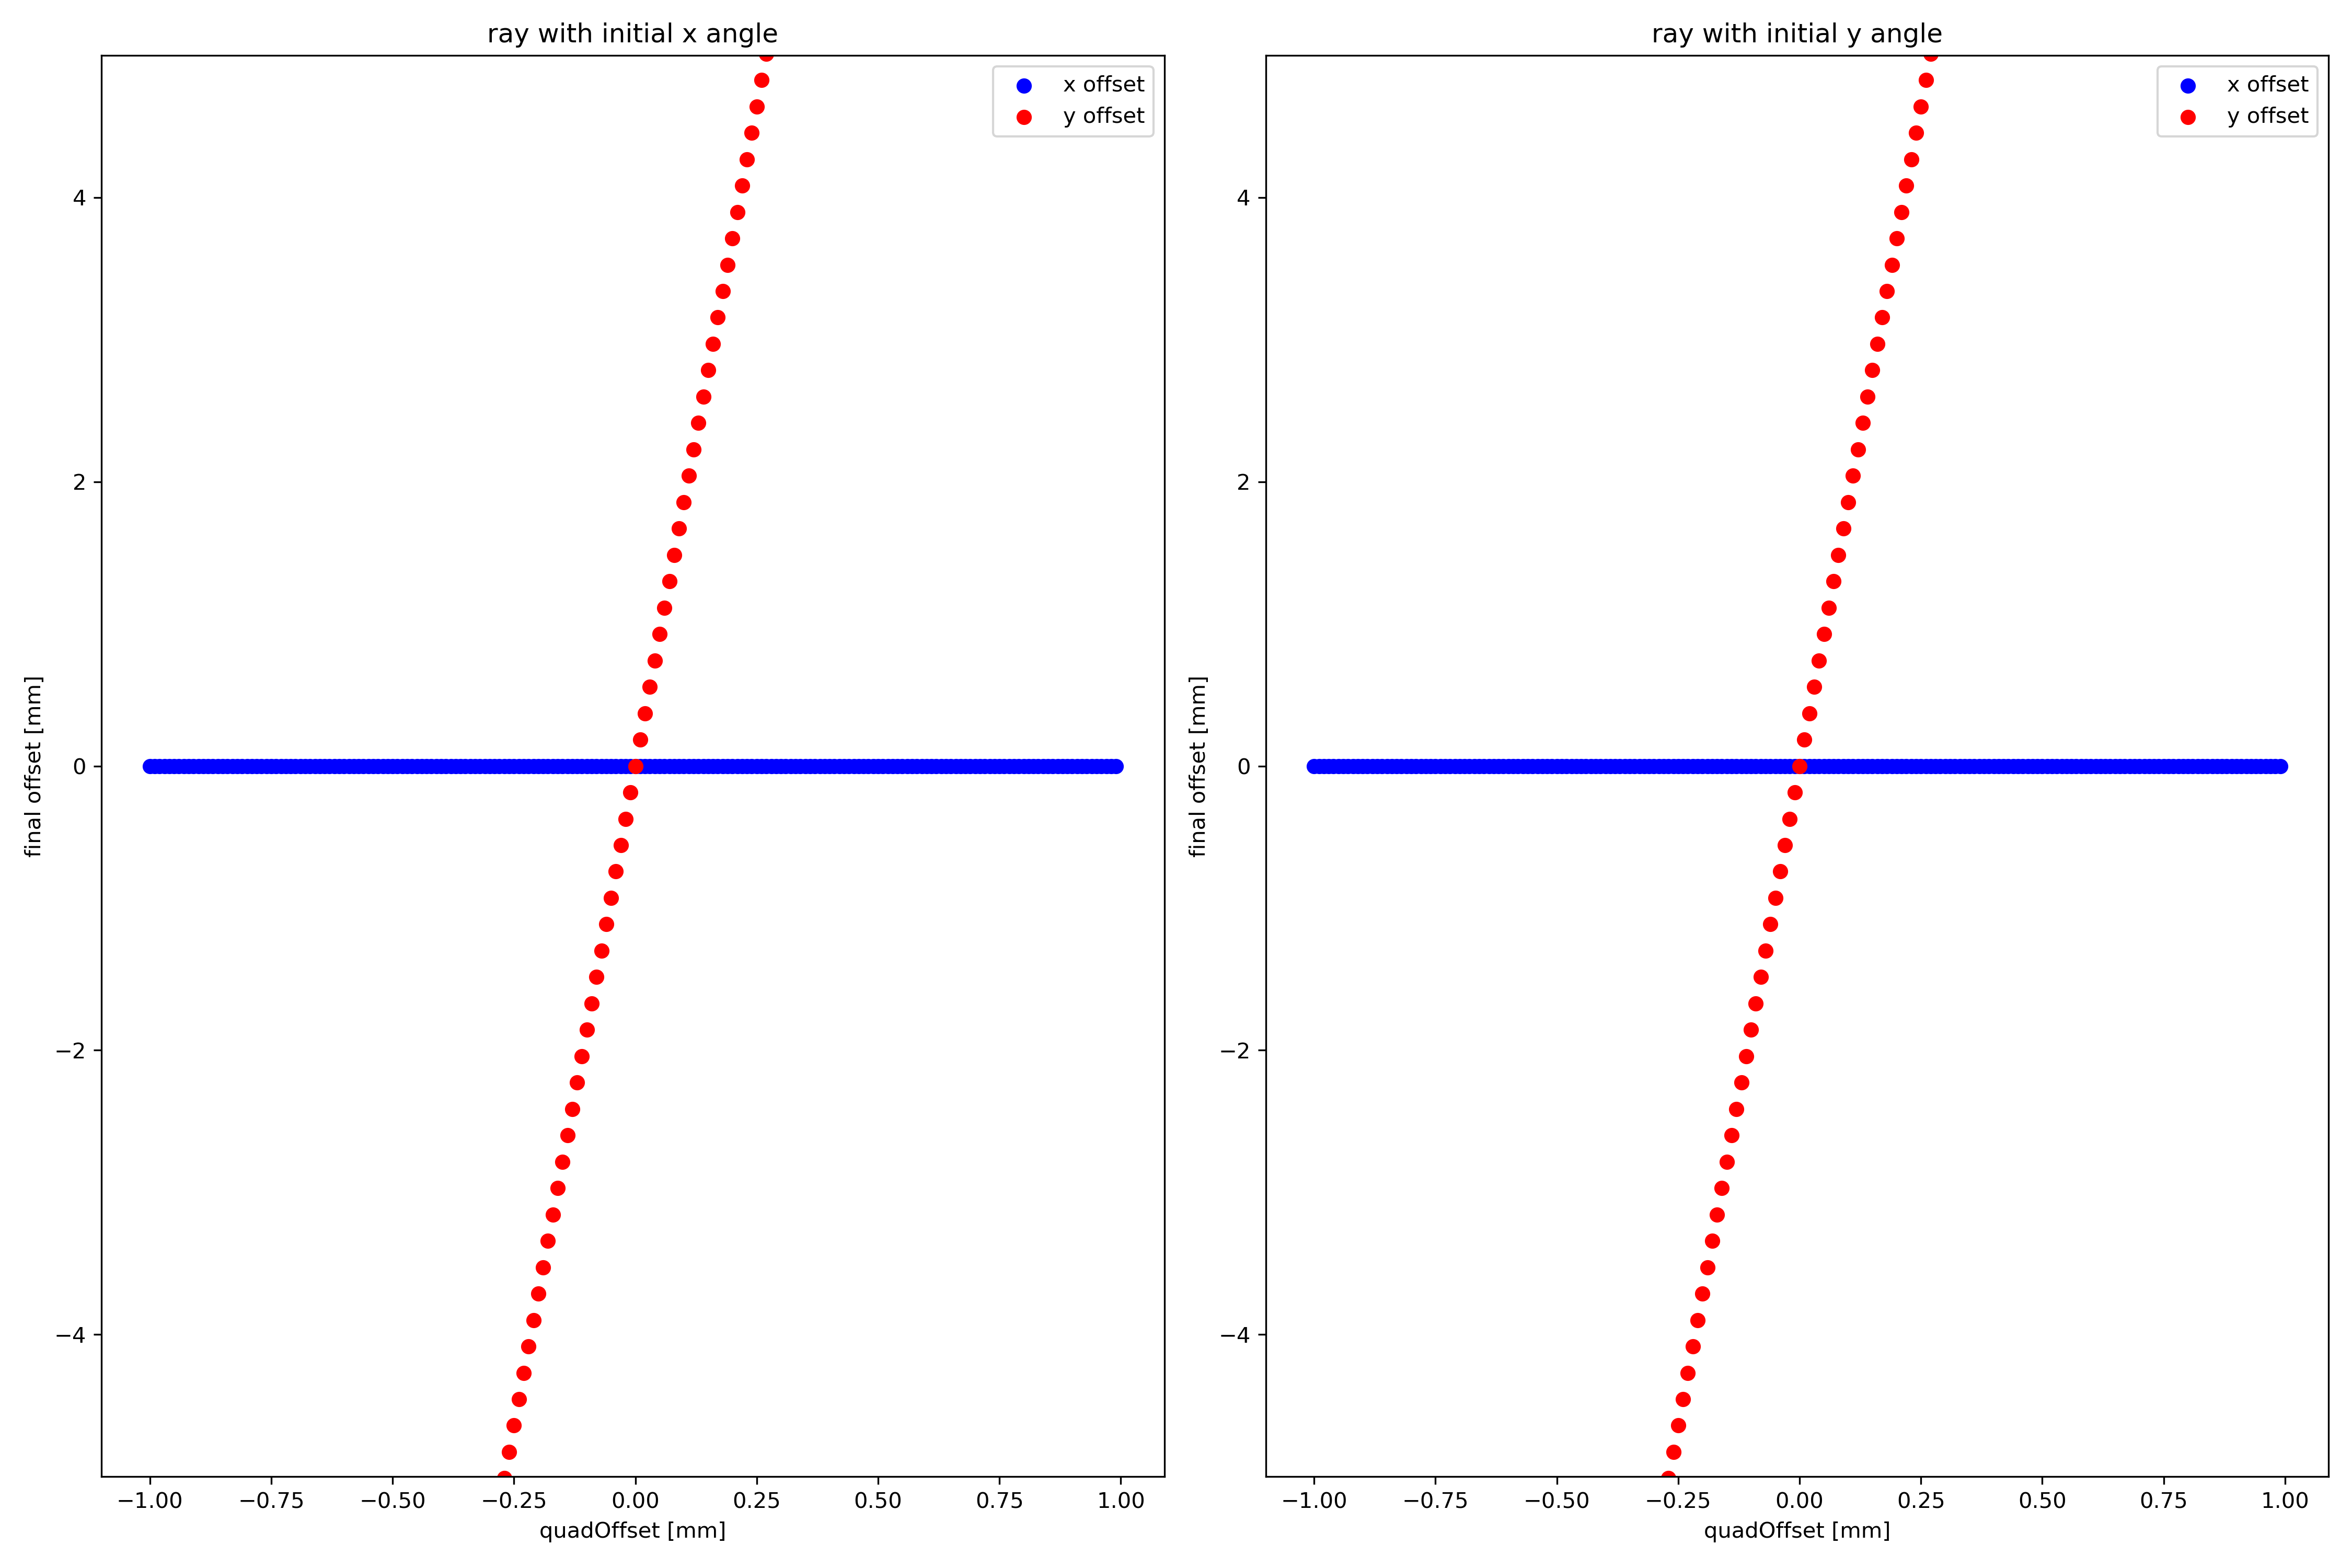 ray with initial x angle
x offset
y offset
4
2
0
−2
−4
final offset [mm]
−1.00 −0.75 −0.50 −0.25 0.00 0.25 0.50 0.75 1.00
quadOffset [mm]
ray with initial y angle
x offset
y offset
4
2
0
−2
−4
final offset [mm]
−1.00 −0.75 −0.50 −0.25 0.00 0.25 0.50 0.75 1.00
quadOffset [mm]